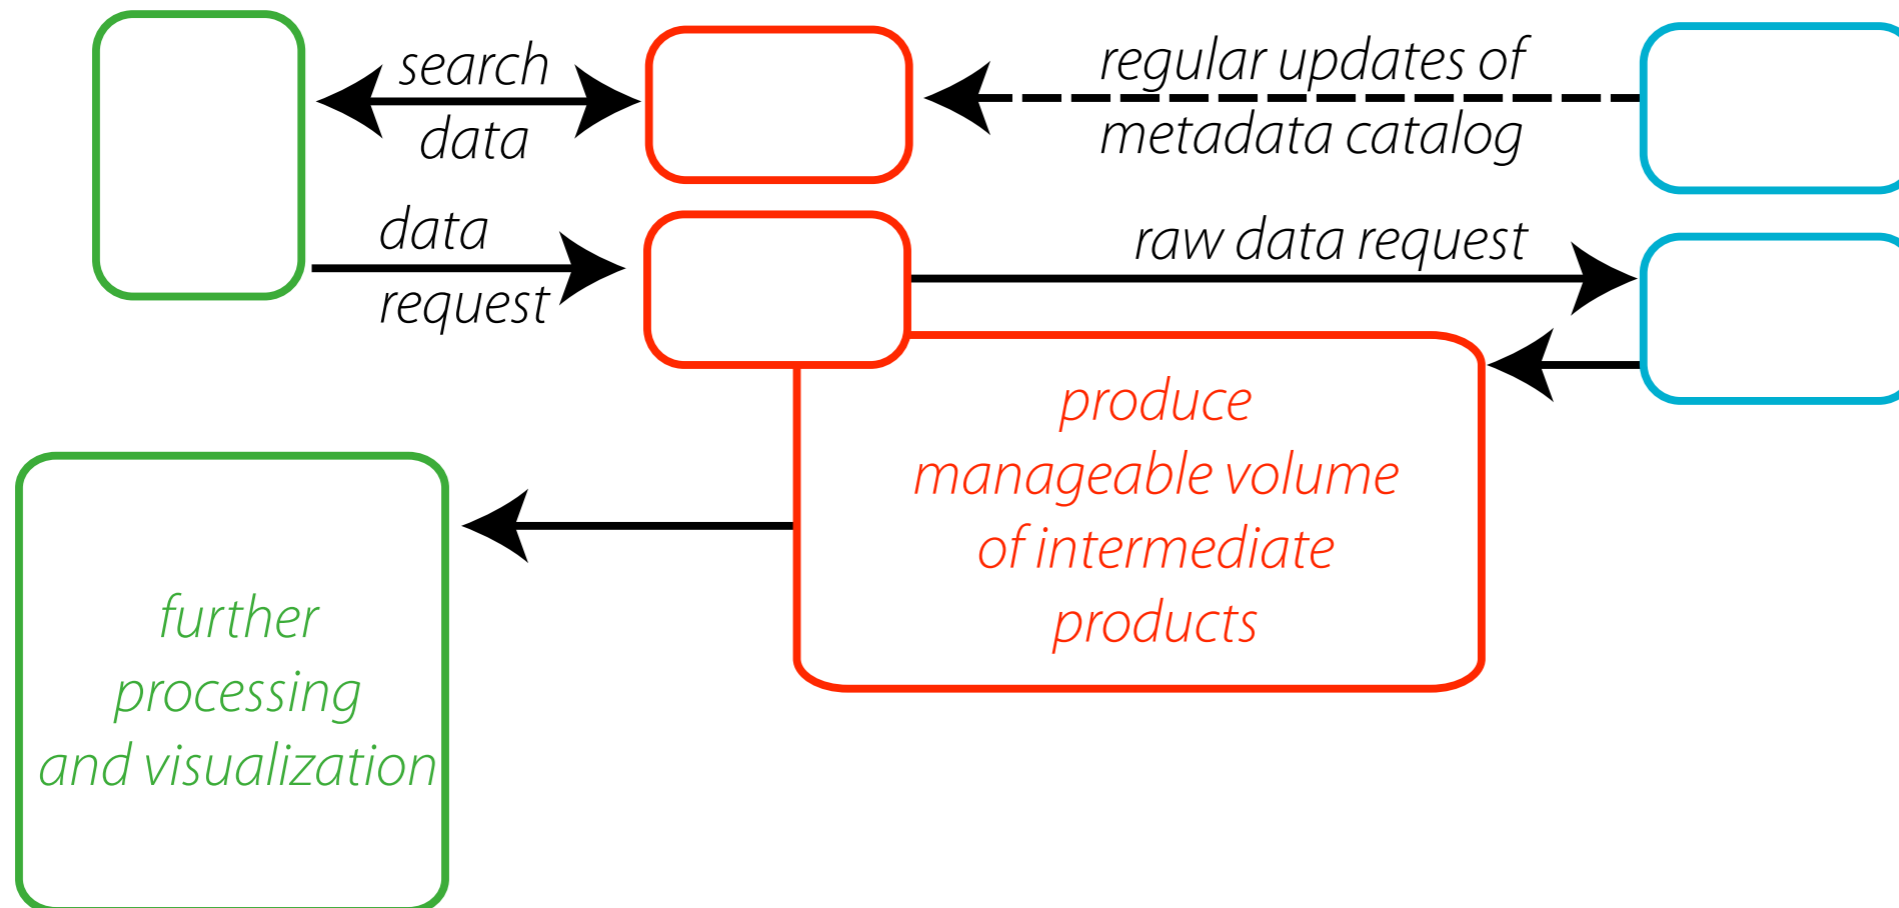 search
data
regular updates of
metadata catalog
data
request
raw data request
produce
manageable volume
of intermediate
products
further
processing
and visualization